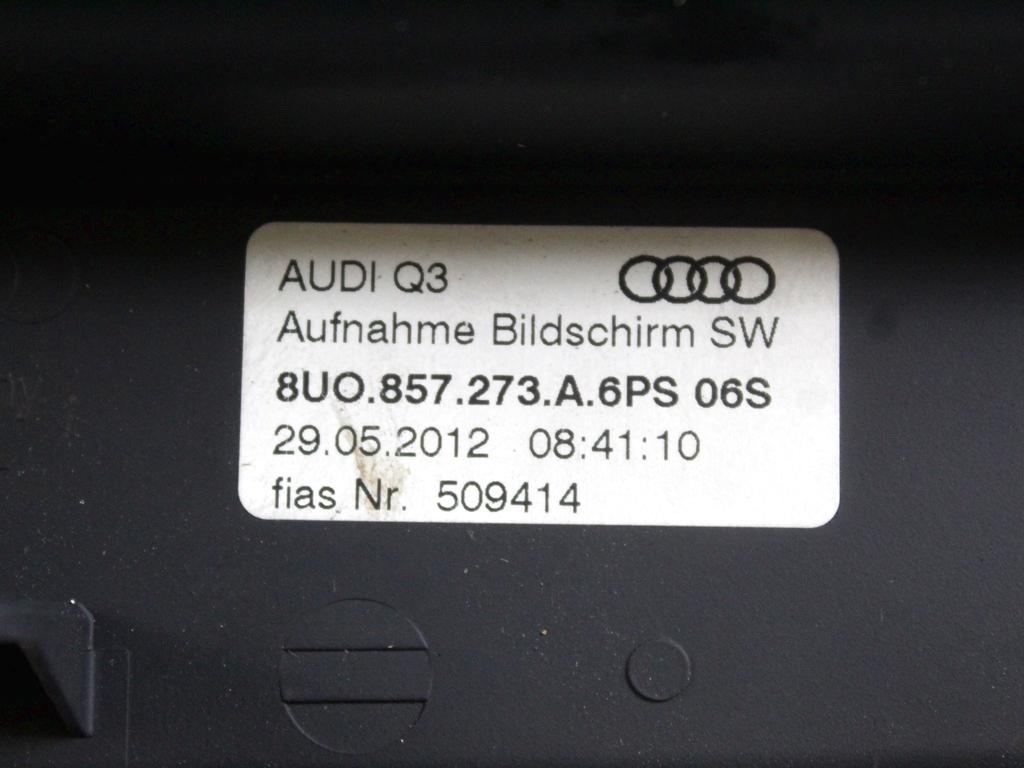 AUDI Q3
Aufnahme Bildschirm SW
8UO.857.273.A.6PS 06S
29.05.2012 08:41:10
fias Nr. 509414